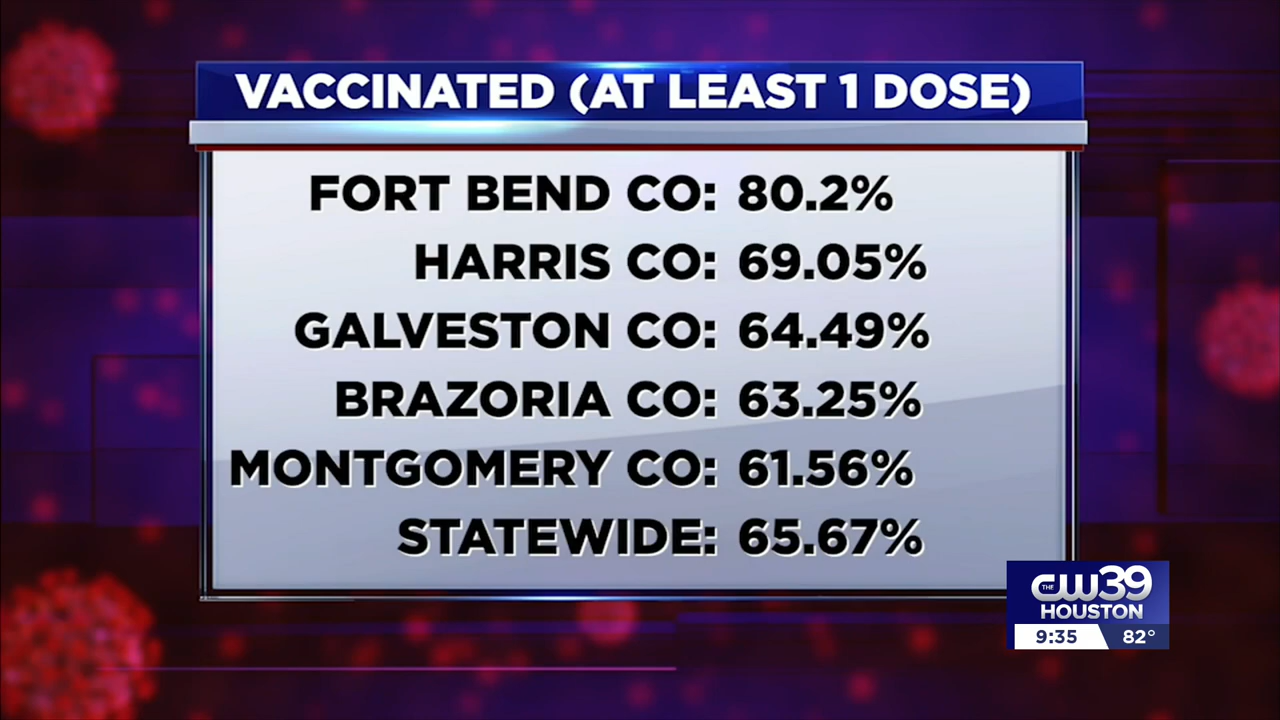 VACCINATED (AT LEAST 1 DOSE)
FORT BEND CO: 80.2%
HARRIS CO: 69.05%
GALVESTON CO: 64.49%
BRAZORIA CO: 63.25%
MONTGOMERY CO: 61.56%
STATEWIDE: 65.67%
THE CW39
HOUSTON
9:35 82°